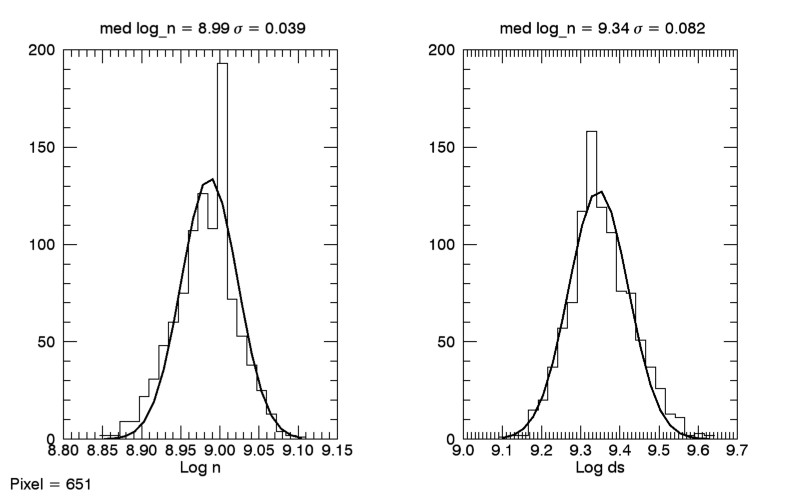 med log_n = 8.99 σ = 0.039
200
150
100
50
0
8.80 8.85 8.90 8.95 9.00 9.05 9.10 9.15
Log n
med log_n = 9.34 σ = 0.082
200
150
100
50
0
9.0 9.1 9.2 9.3 9.4 9.5 9.6 9.7
Log ds
Pixel = 651